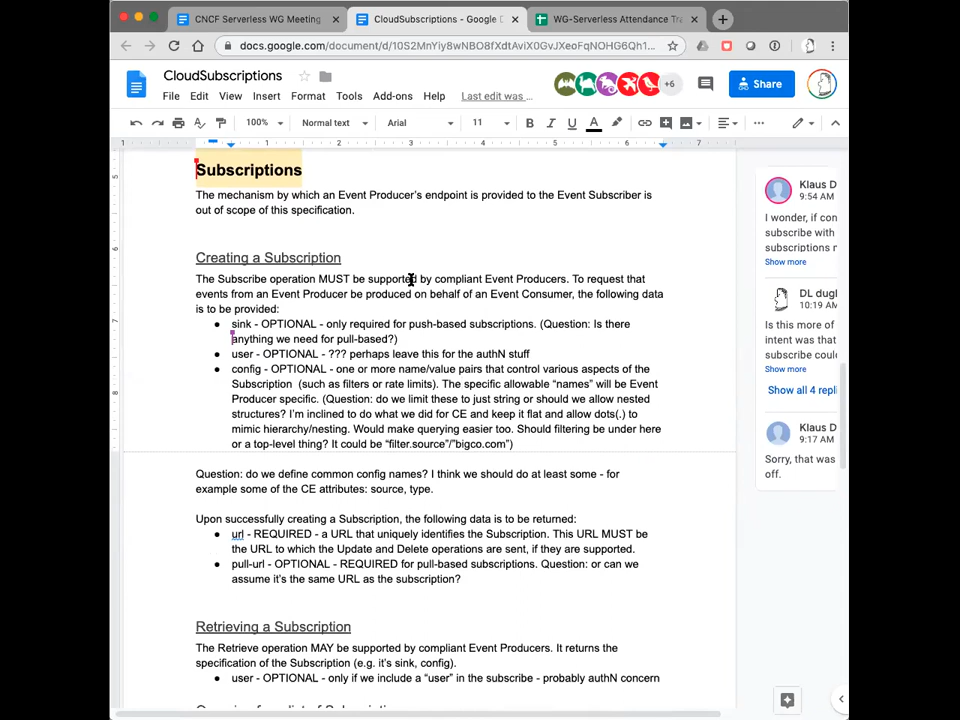 CNCF Serverless WG Meeting
CloudSubscriptions - Google D
WG-Serverless Attendance Tra
docs.google.com/document/d/10S2MnYiy8wNBO8fXdtAviX0GvJXeoFqNOHG6Qh1...
CloudSubscriptions
File Edit View Insert Format Tools Add-ons Help Last edit was ...
+6
Share
100% Normal text Arial 11 B I U A
1 1 2 3 4 5 6 7
Subscriptions
The mechanism by which an Event Producer's endpoint is provided to the Event Subscriber is
out of scope of this specification.
Creating a Subscription
The Subscribe operation MUST be supported by compliant Event Producers. To request that
events from an Event Producer be produced on behalf of an Event Consumer, the following data
is to be provided:
● sink - OPTIONAL - only required for push-based subscriptions. (Question: Is there
anything we need for pull-based?)
● user - OPTIONAL - ??? perhaps leave this for the authN stuff
● config - OPTIONAL - one or more name/value pairs that control various aspects of the
Subscription (such as filters or rate limits). The specific allowable “names” will be Event
Producer specific. (Question: do we limit these to just string or should we allow nested
structures? I'm inclined to do what we did for CE and keep it flat and allow dots(.) to
mimic hierarchy/nesting. Would make querying easier too. Should filtering be under here
or a top-level thing? It could be “filter.source”/”bigco.com”)
Question: do we define common config names? I think we should do at least some - for
example some of the CE attributes: source, type.
Upon successfully creating a Subscription, the following data is to be returned:
● url - REQUIRED - a URL that uniquely identifies the Subscription. This URL MUST be
the URL to which the Update and Delete operations are sent, if they are supported.
● pull-url - OPTIONAL - REQUIRED for pull-based subscriptions. Question: or can we
assume it's the same URL as the subscription?
Retrieving a Subscription
The Retrieve operation MAY be supported by compliant Event Producers. It returns the
specification of the Subscription (e.g. it's sink, config).
● user - OPTIONAL - only if we include a “user” in the subscribe - probably authN concern
5
6
7
8
Klaus D
9:54 AM
I wonder, if con
subscribe with
subscriptions n
Show more
DL dugl
10:19 AM
Is this more of
intent was that
subscribe coul
Show more
Show all 4 repli
Klaus D
9:17 AM
Sorry, that was
off.